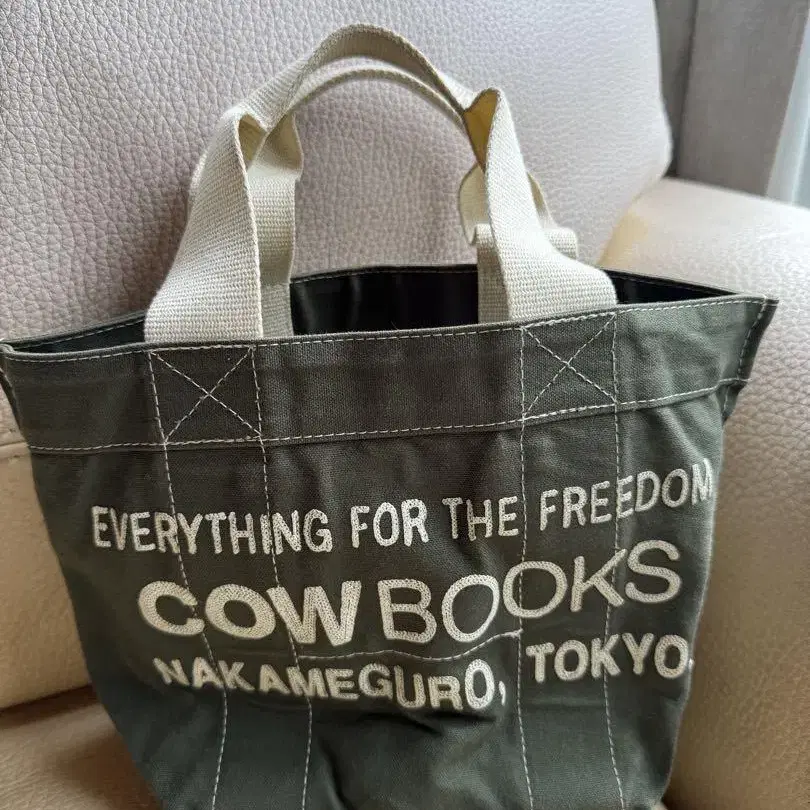 EVERYTHING FOR THE FREEDOM
COW BOOKS
NAKAMEGURO, TOKYO.